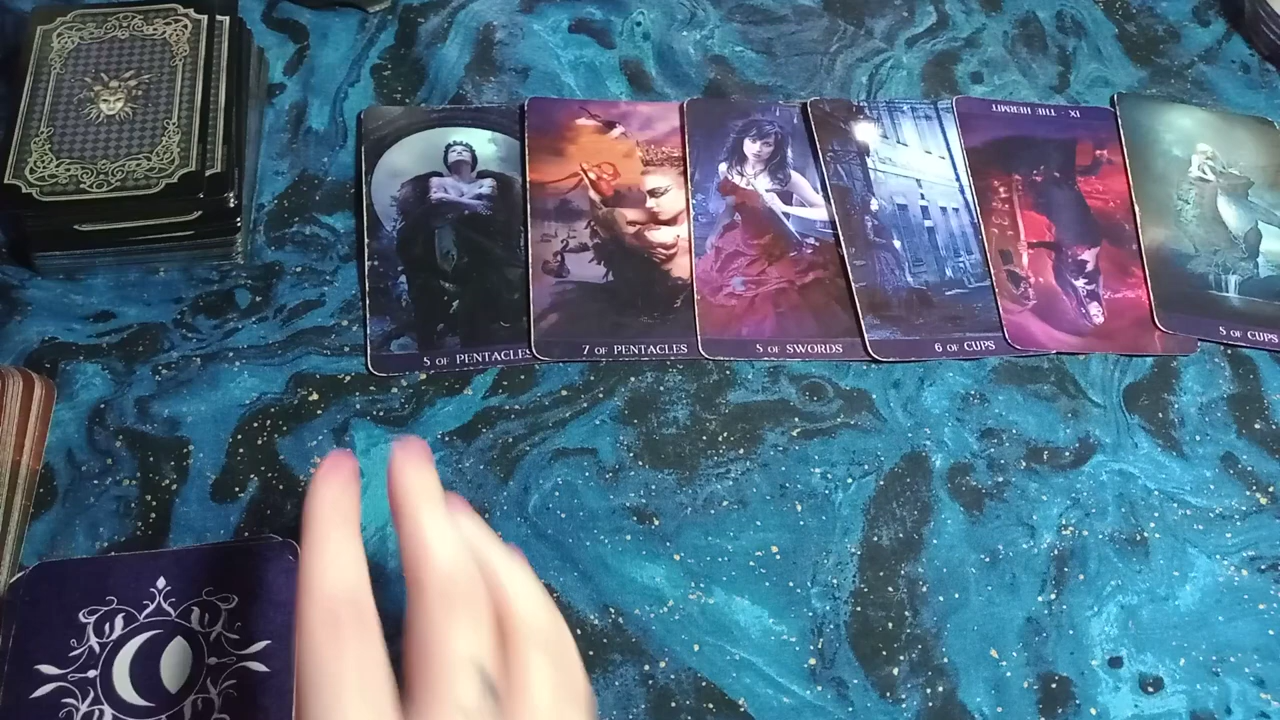 5 OF PENTACLES
7 OF PENTACLES
5 OF SWORDS
6 OF CUPS
IX · THE HERMIT
5 OF CUPS